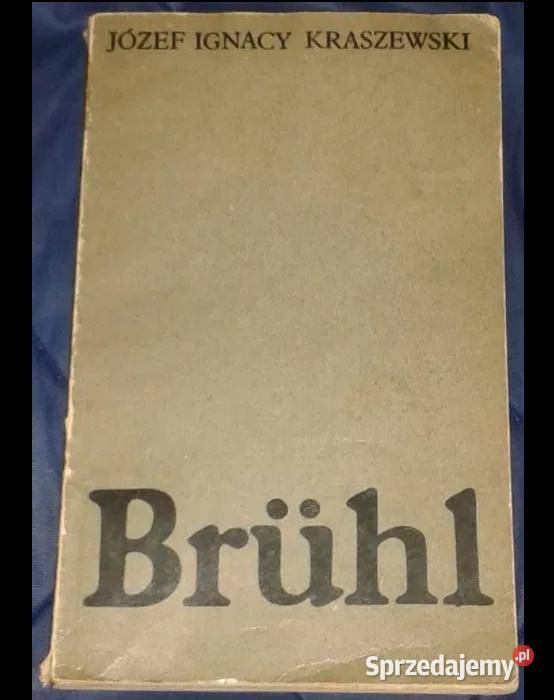 JÓZEF IGNACY KRASZEWSKI
Brühl
Sprzedajemy.pl